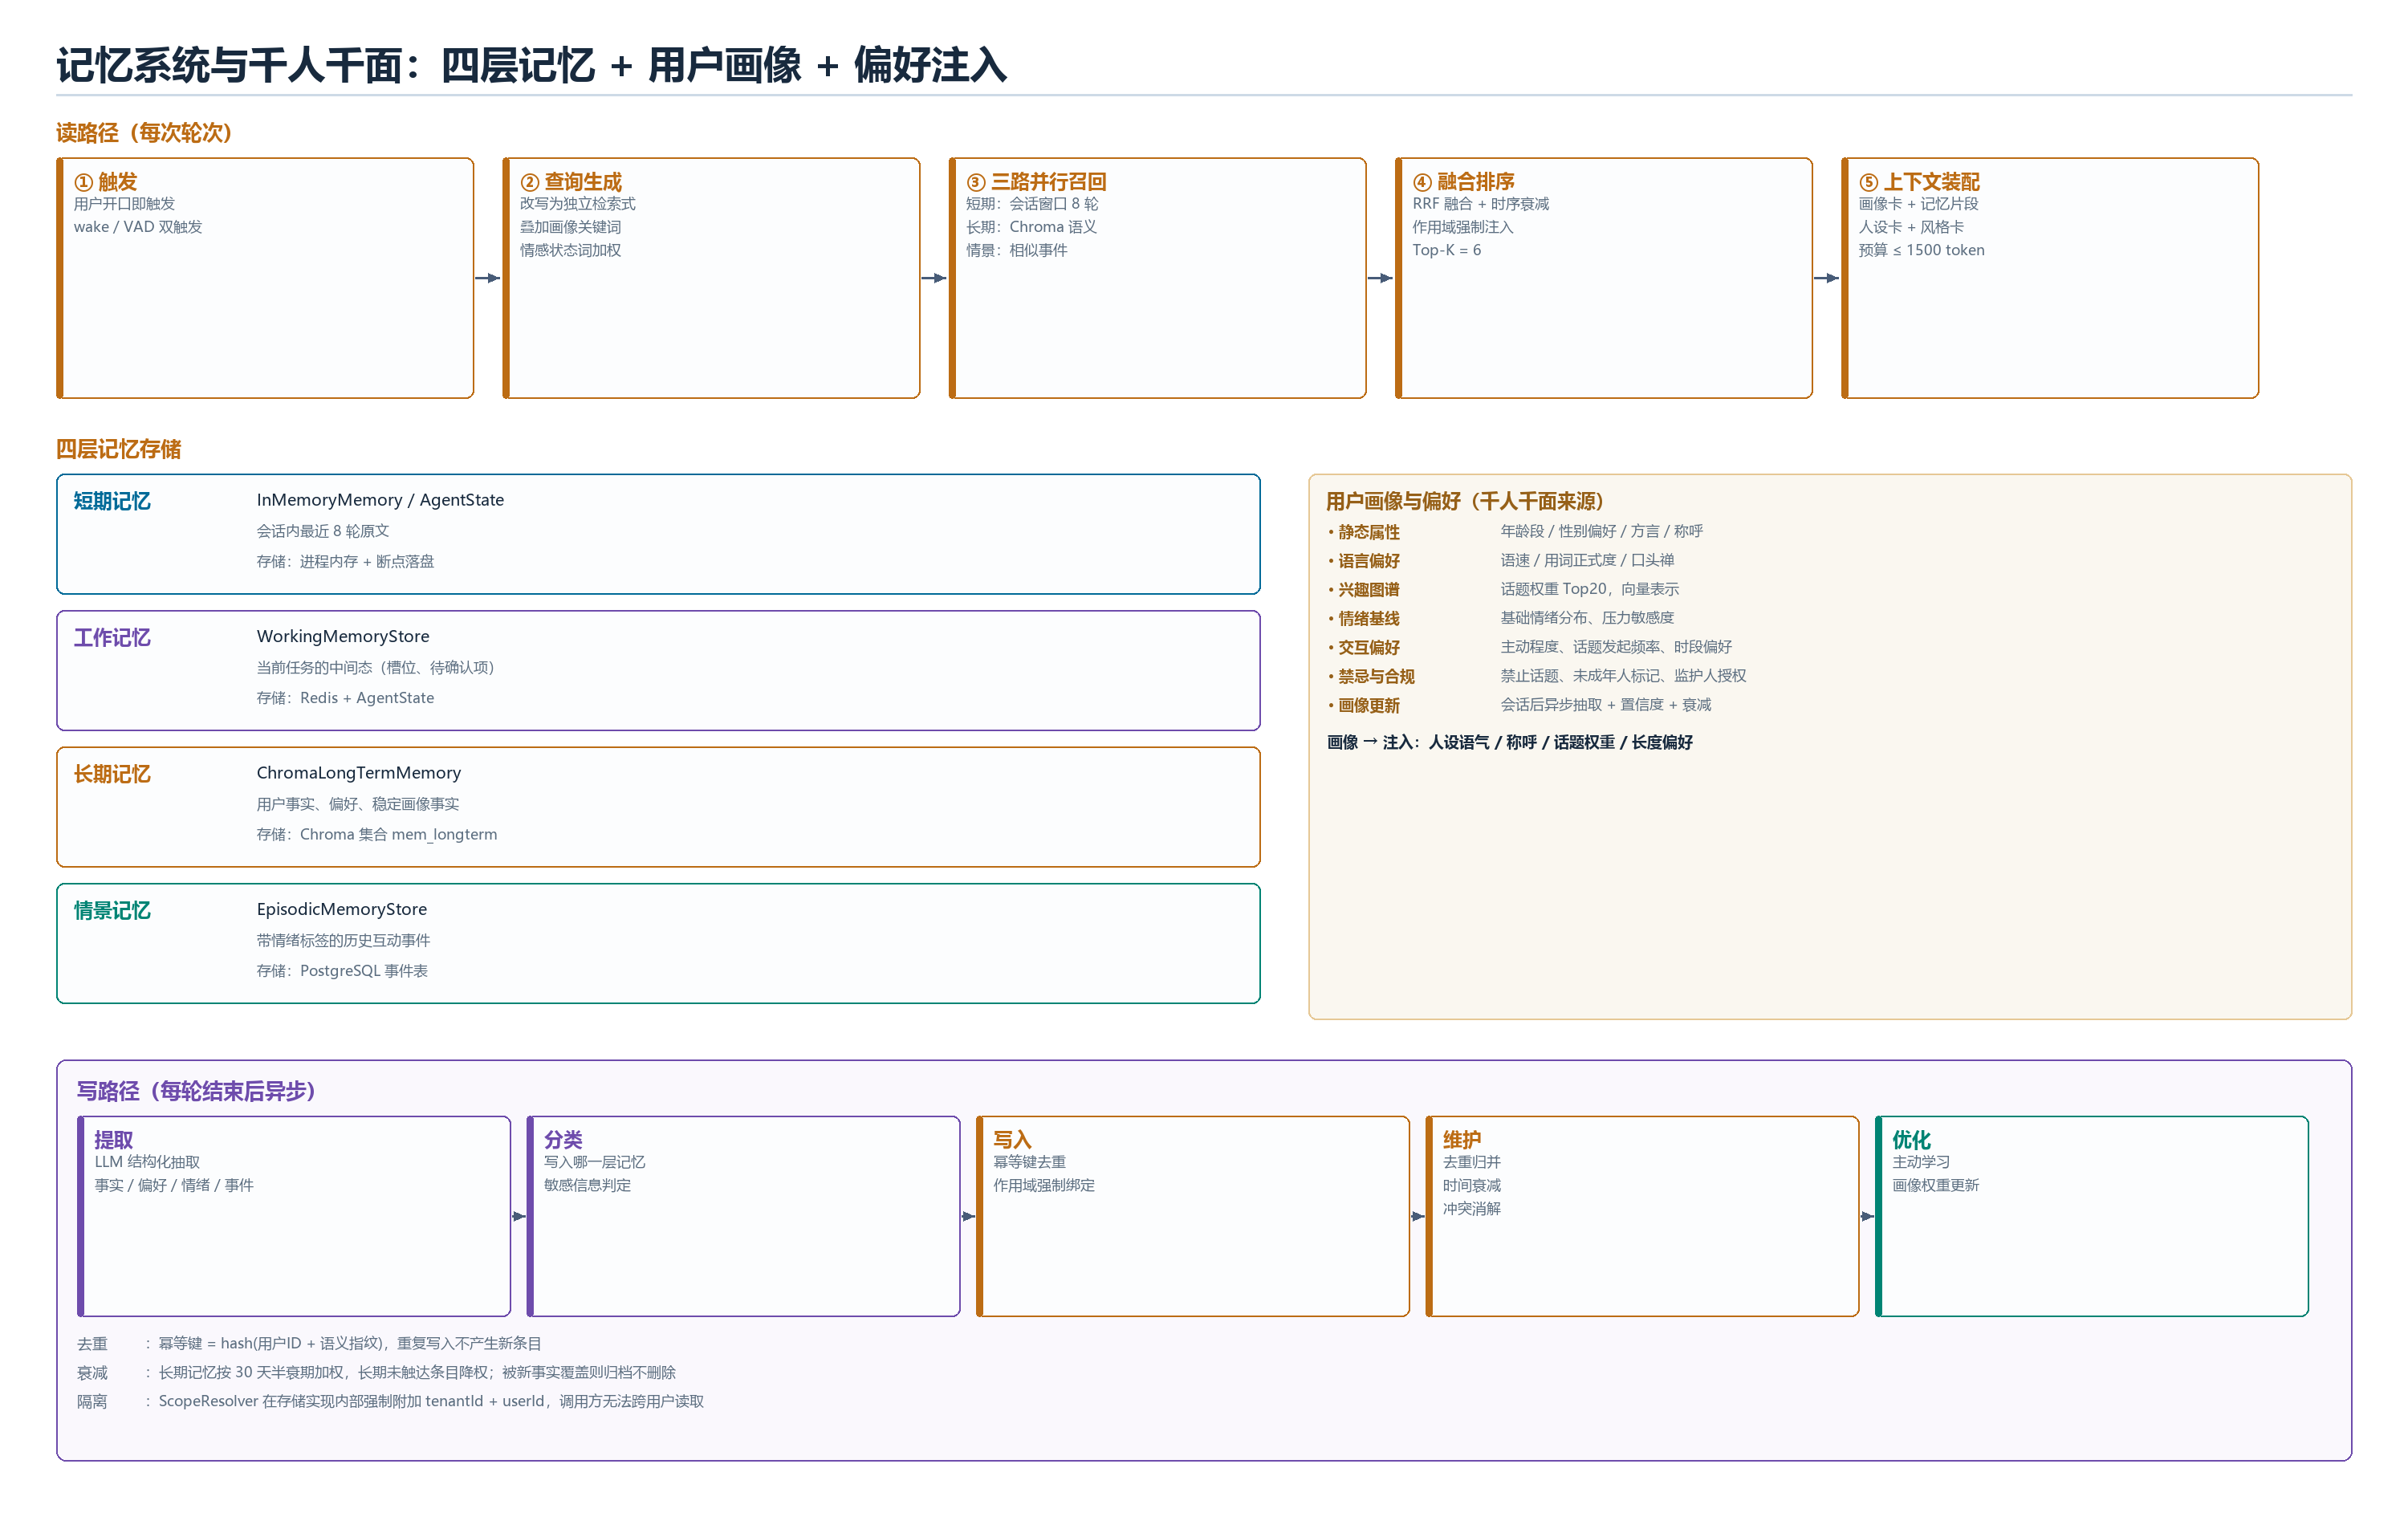 记忆系统与千人千面：四层记忆 + 用户画像 + 偏好注入
读路径（每次轮次）
① 触发
用户开口即触发
wake / VAD 双触发
② 查询生成
改写为独立检索式
叠加画像关键词
情感状态词加权
③ 三路并行召回
短期：会话窗口 8 轮
长期：Chroma 语义
情景：相似事件
④ 融合排序
RRF 融合 + 时序衰减
作用域强制注入
Top-K = 6
⑤ 上下文装配
画像卡 + 记忆片段
人设卡 + 风格卡
预算 ≤ 1500 token
四层记忆存储
短期记忆
InMemoryMemory / AgentState
会话内最近 8 轮原文
存储：进程内存 + 断点落盘
工作记忆
WorkingMemoryStore
当前任务的中间态（槽位、待确认项）
存储：Redis + AgentState
长期记忆
ChromaLongTermMemory
用户事实、偏好、稳定画像事实
存储：Chroma 集合 mem_longterm
情景记忆
EpisodicMemoryStore
带情绪标签的历史互动事件
存储：PostgreSQL 事件表
用户画像与偏好（千人千面来源）
• 静态属性 年龄段 / 性别偏好 / 方言 / 称呼
• 语言偏好 语速 / 用词正式度 / 口头禅
• 兴趣图谱 话题权重 Top20，向量表示
• 情绪基线 基础情绪分布、压力敏感度
• 交互偏好 主动程度、话题发起频率、时段偏好
• 禁忌与合规 禁止话题、未成年人标记、监护人授权
• 画像更新 会话后异步抽取 + 置信度 + 衰减
画像 → 注入：人设语气 / 称呼 / 话题权重 / 长度偏好
写路径（每轮结束后异步）
提取
LLM 结构化抽取
事实 / 偏好 / 情绪 / 事件
分类
写入哪一层记忆
敏感信息判定
写入
幂等键去重
作用域强制绑定
维护
去重归并
时间衰减
冲突消解
优化
主动学习
画像权重更新
去重 ：幂等键 = hash(用户ID + 语义指纹)，重复写入不产生新条目
衰减 ：长期记忆按 30 天半衰期加权，长期未触达条目降权；被新事实覆盖则归档不删除
隔离 ：ScopeResolver 在存储实现内部强制附加 tenantId + userId，调用方无法跨用户读取